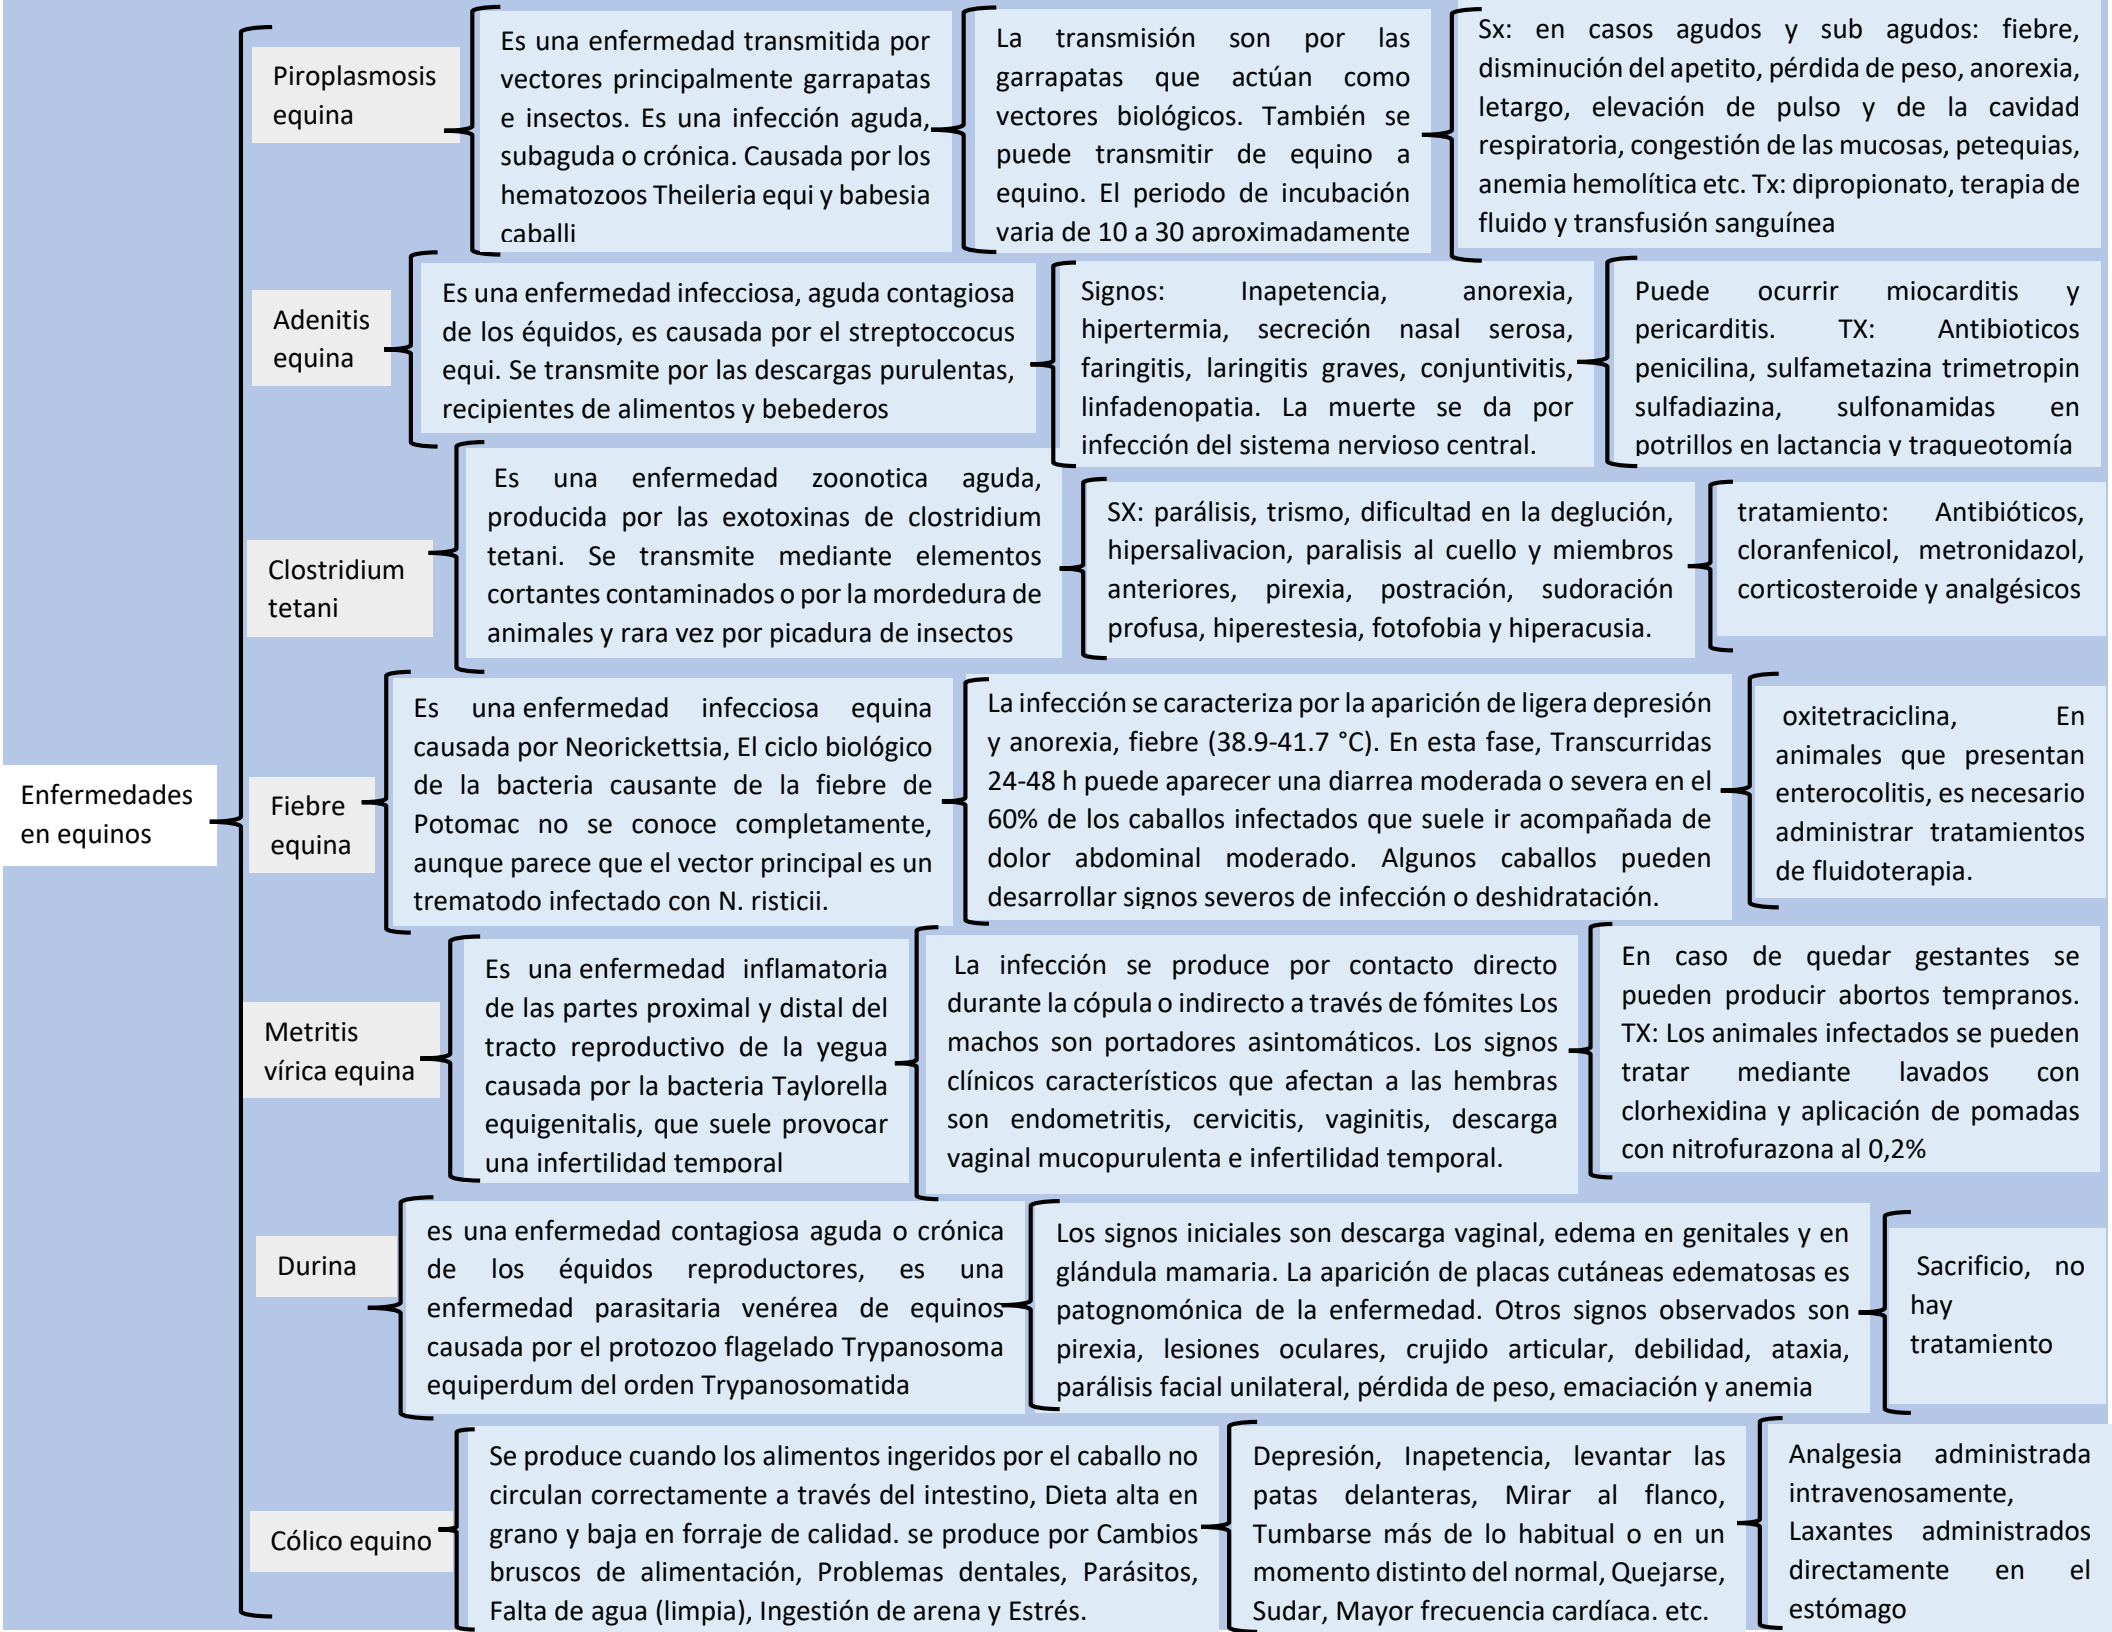 Enfermedades
en equinos
Piroplasmosis
equina
Es una enfermedad transmitida por
vectores principalmente garrapatas
e insectos. Es una infección aguda,
subaguda o crónica. Causada por los
hematozoos Theileria equi y babesia
caballi
La transmisión son por las
garrapatas que actúan como
vectores biológicos. También se
puede transmitir de equino a
equino. El periodo de incubación
varia de 10 a 30 aproximadamente
Sx: en casos agudos y sub agudos: fiebre,
disminución del apetito, pérdida de peso, anorexia,
letargo, elevación de pulso y de la cavidad
respiratoria, congestión de las mucosas, petequias,
anemia hemolítica etc. Tx: dipropionato, terapia de
fluido y transfusión sanguínea
Adenitis
equina
Es una enfermedad infecciosa, aguda contagiosa
de los équidos, es causada por el streptoccocus
equi. Se transmite por las descargas purulentas,
recipientes de alimentos y bebederos
Signos: Inapetencia, anorexia,
hipertermia, secreción nasal serosa,
faringitis, laringitis graves, conjuntivitis,
linfadenopatia. La muerte se da por
infección del sistema nervioso central.
Puede ocurrir miocarditis y
pericarditis. TX: Antibioticos
penicilina, sulfametazina trimetropin
sulfadiazina, sulfonamidas en
potrillos en lactancia y traqueotomía
Clostridium
tetani
Es una enfermedad zoonotica aguda,
producida por las exotoxinas de clostridium
tetani. Se transmite mediante elementos
cortantes contaminados o por la mordedura de
animales y rara vez por picadura de insectos
SX: parálisis, trismo, dificultad en la deglución,
hipersalivacion, paralisis al cuello y miembros
anteriores, pirexia, postración, sudoración
profusa, hiperestesia, fotofobia y hiperacusia.
tratamiento: Antibióticos,
cloranfenicol, metronidazol,
corticosteroide y analgésicos
Fiebre
equina
Es una enfermedad infecciosa equina
causada por Neorickettsia, El ciclo biológico
de la bacteria causante de la fiebre de
Potomac no se conoce completamente,
aunque parece que el vector principal es un
trematodo infectado con N. risticii.
La infección se caracteriza por la aparición de ligera depresión
y anorexia, fiebre (38.9-41.7 °C). En esta fase, Transcurridas
24-48 h puede aparecer una diarrea moderada o severa en el
60% de los caballos infectados que suele ir acompañada de
dolor abdominal moderado. Algunos caballos pueden
desarrollar signos severos de infección o deshidratación.
oxitetraciclina, En
animales que presentan
enterocolitis, es necesario
administrar tratamientos
de fluidoterapia.
Metritis
vírica equina
Es una enfermedad inflamatoria
de las partes proximal y distal del
tracto reproductivo de la yegua
causada por la bacteria Taylorella
equigenitalis, que suele provocar
una infertilidad temporal
La infección se produce por contacto directo
durante la cópula o indirecto a través de fómites Los
machos son portadores asintomáticos. Los signos
clínicos característicos que afectan a las hembras
son endometritis, cervicitis, vaginitis, descarga
vaginal mucopurulenta e infertilidad temporal.
En caso de quedar gestantes se
pueden producir abortos tempranos.
TX: Los animales infectados se pueden
tratar mediante lavados con
clorhexidina y aplicación de pomadas
con nitrofurazona al 0,2%
Durina
es una enfermedad contagiosa aguda o crónica
de los équidos reproductores, es una
enfermedad parasitaria venérea de equinos
causada por el protozoo flagelado Trypanosoma
equiperdum del orden Trypanosomatida
Los signos iniciales son descarga vaginal, edema en genitales y en
glándula mamaria. La aparición de placas cutáneas edematosas es
patognomónica de la enfermedad. Otros signos observados son
pirexia, lesiones oculares, crujido articular, debilidad, ataxia,
parálisis facial unilateral, pérdida de peso, emaciación y anemia
Sacrificio, no
hay
tratamiento
Cólico equino
Se produce cuando los alimentos ingeridos por el caballo no
circulan correctamente a través del intestino, Dieta alta en
grano y baja en forraje de calidad. se produce por Cambios
bruscos de alimentación, Problemas dentales, Parásitos,
Falta de agua (limpia), Ingestión de arena y Estrés.
Depresión, Inapetencia, levantar las
patas delanteras, Mirar al flanco,
Tumbarse más de lo habitual o en un
momento distinto del normal, Quejarse,
Sudar, Mayor frecuencia cardíaca. etc.
Analgesia administrada
intravenosamente,
Laxantes administrados
directamente en el
estómago